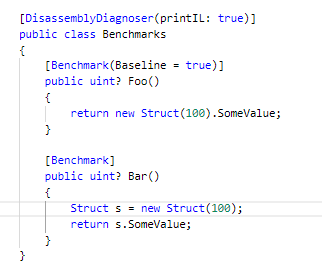 [DisassemblyDiagnoser(printIL: true)]
public class Benchmarks
{
    [Benchmark(Baseline = true)]
    public uint? Foo()
    {
        return new Struct(100).SomeValue;
    }

    [Benchmark]
    public uint? Bar()
    {
        Struct s = new Struct(100);
        return s.SomeValue;
    }
}